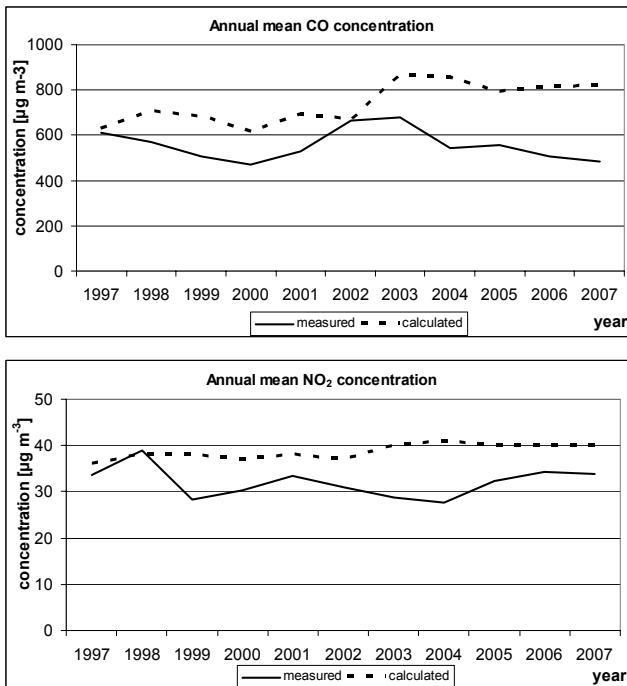 Annual mean CO concentration
concentration [µg m-3]
1000
800
600
400
200
0
1997 1998 1999 2000 2001 2002 2003 2004 2005 2006 2007
year
measured calculated
Annual mean NO₂ concentration
concentration [µg m⁻³]
50
40
30
20
10
0
1997 1998 1999 2000 2001 2002 2003 2004 2005 2006 2007
year
measured calculated